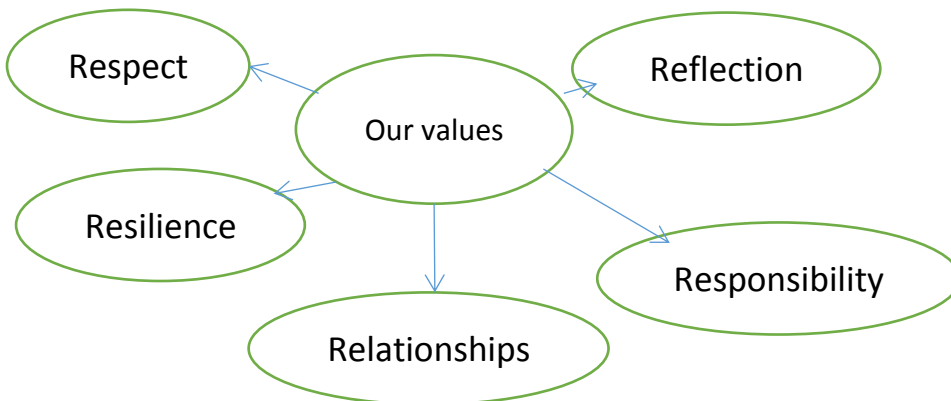 Respect
Reflection
Our values
Resilience
Responsibility
Relationships